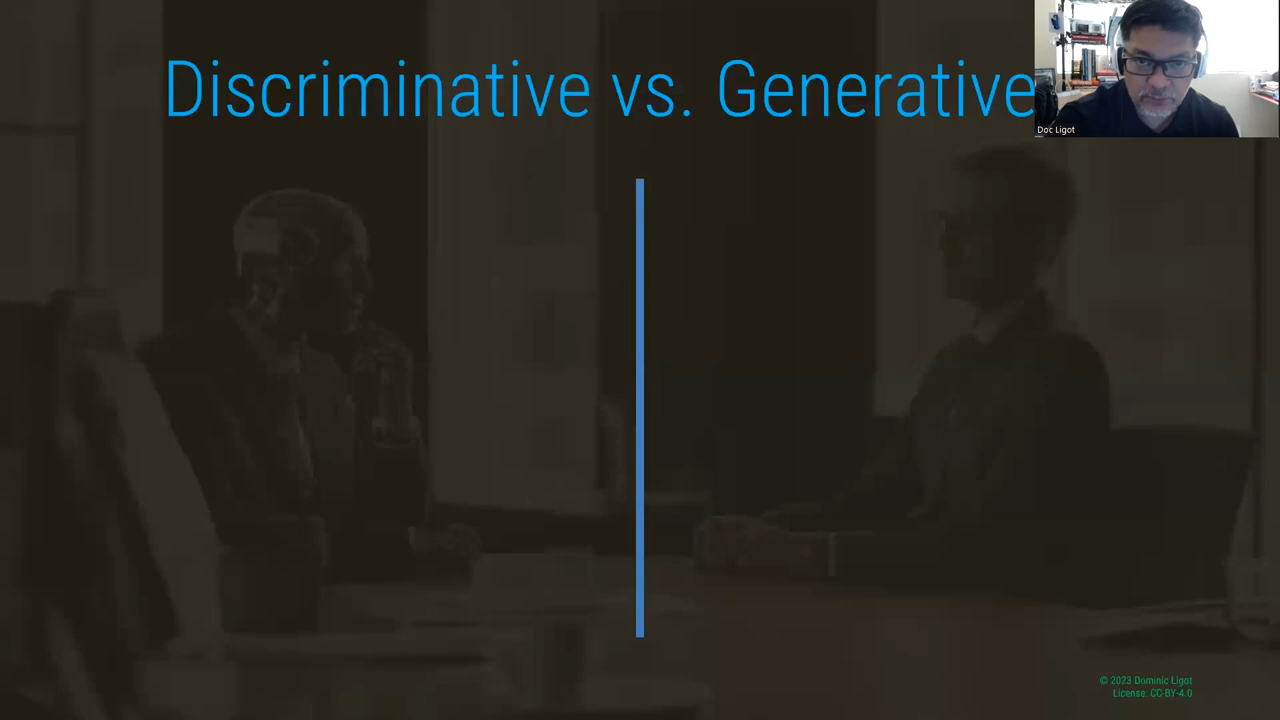 Discriminative vs. Generative
Doc Ligot
© 2023 Dominic Ligot
License: CC-BY-4.0